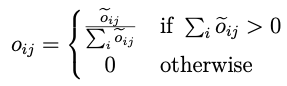 $o_{ij} = \begin{cases} \frac{\widetilde{o}_{ij}}{\sum_i \widetilde{o}_{ij}} & \text{if } \sum_i \widetilde{o}_{ij} > 0 \\ 0 & \text{otherwise} \end{cases}$